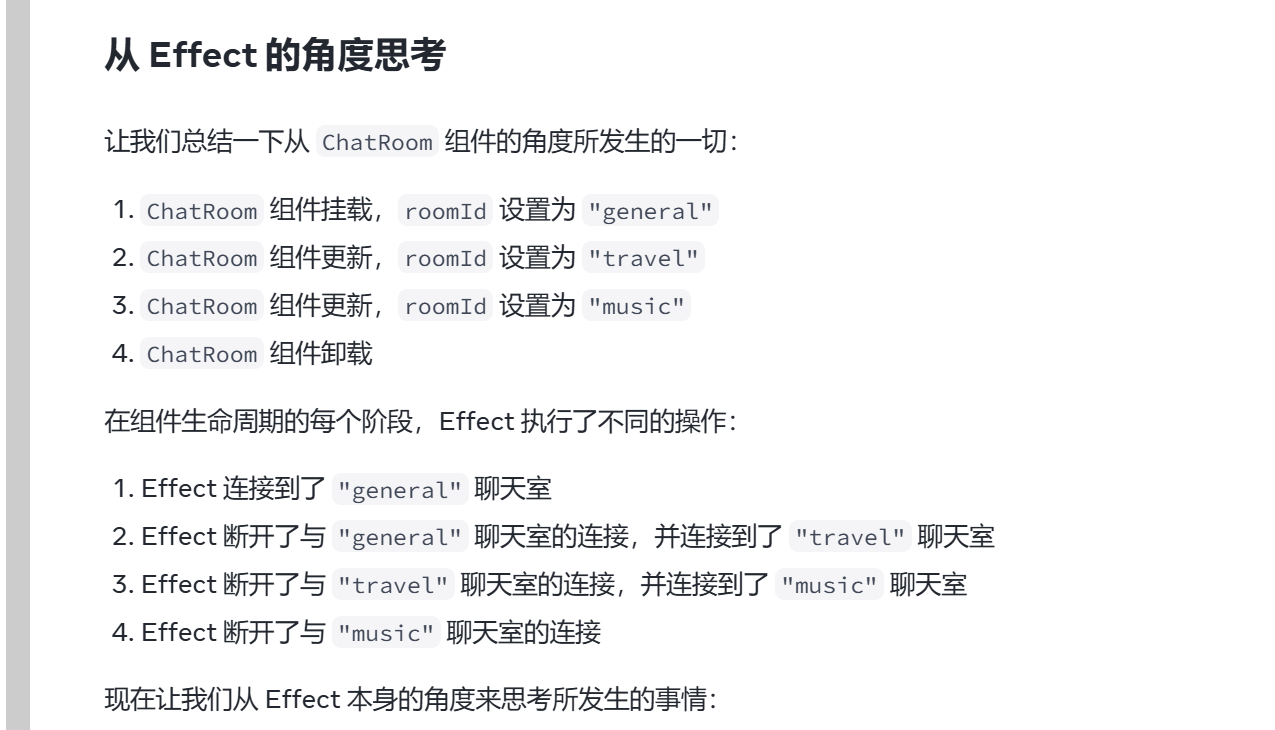 从 Effect 的角度思考
让我们总结一下从 ChatRoom 组件的角度所发生的一切：
1. ChatRoom 组件挂载，roomId 设置为 "general"
2. ChatRoom 组件更新，roomId 设置为 "travel"
3. ChatRoom 组件更新，roomId 设置为 "music"
4. ChatRoom 组件卸载
在组件生命周期的每个阶段，Effect 执行了不同的操作：
1. Effect 连接到了 "general" 聊天室
2. Effect 断开了与 "general" 聊天室的连接，并连接到了 "travel" 聊天室
3. Effect 断开了与 "travel" 聊天室的连接，并连接到了 "music" 聊天室
4. Effect 断开了与 "music" 聊天室的连接
现在让我们从 Effect 本身的角度来思考所发生的事情：